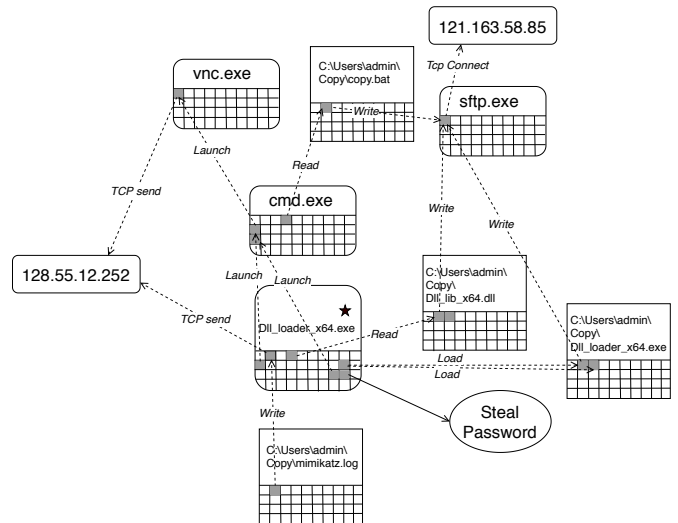 121.163.58.85
Tcp Connect
vnc.exe
C:\Users\admin\
Copy\copy.bat
sftp.exe
Write
Launch
Read
TCP send
cmd.exe
Write
Write
128.55.12.252
Launch
Launch
C:\Users\admin\
Copy\
Dll_lib_x64.dll
TCP send
Dll_loader_x64.exe
Read
C:\Users\admin\
Copy\
Dll_loader_x64.exe
Load
Load
Write
Steal
Password
C:\Users\admin\
Copy\mimikatz.log